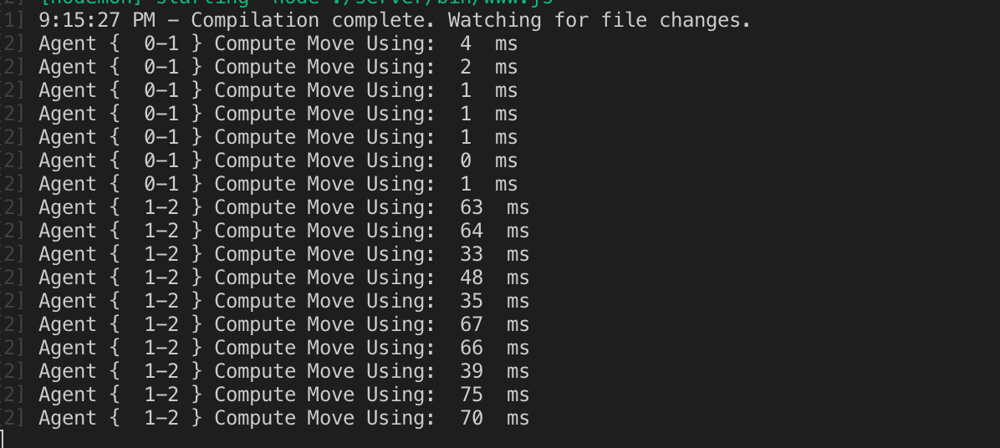 [2] [nodemon] starting `node ./server/bin/www.js`
[1] 9:15:27 PM - Compilation complete. Watching for file changes.
[2] Agent {  0-1 } Compute Move Using:  4  ms
[2] Agent {  0-1 } Compute Move Using:  2  ms
[2] Agent {  0-1 } Compute Move Using:  1  ms
[2] Agent {  0-1 } Compute Move Using:  1  ms
[2] Agent {  0-1 } Compute Move Using:  1  ms
[2] Agent {  0-1 } Compute Move Using:  0  ms
[2] Agent {  0-1 } Compute Move Using:  1  ms
[2] Agent {  1-2 } Compute Move Using:  63  ms
[2] Agent {  1-2 } Compute Move Using:  64  ms
[2] Agent {  1-2 } Compute Move Using:  33  ms
[2] Agent {  1-2 } Compute Move Using:  48  ms
[2] Agent {  1-2 } Compute Move Using:  35  ms
[2] Agent {  1-2 } Compute Move Using:  67  ms
[2] Agent {  1-2 } Compute Move Using:  66  ms
[2] Agent {  1-2 } Compute Move Using:  39  ms
[2] Agent {  1-2 } Compute Move Using:  75  ms
[2] Agent {  1-2 } Compute Move Using:  70  ms